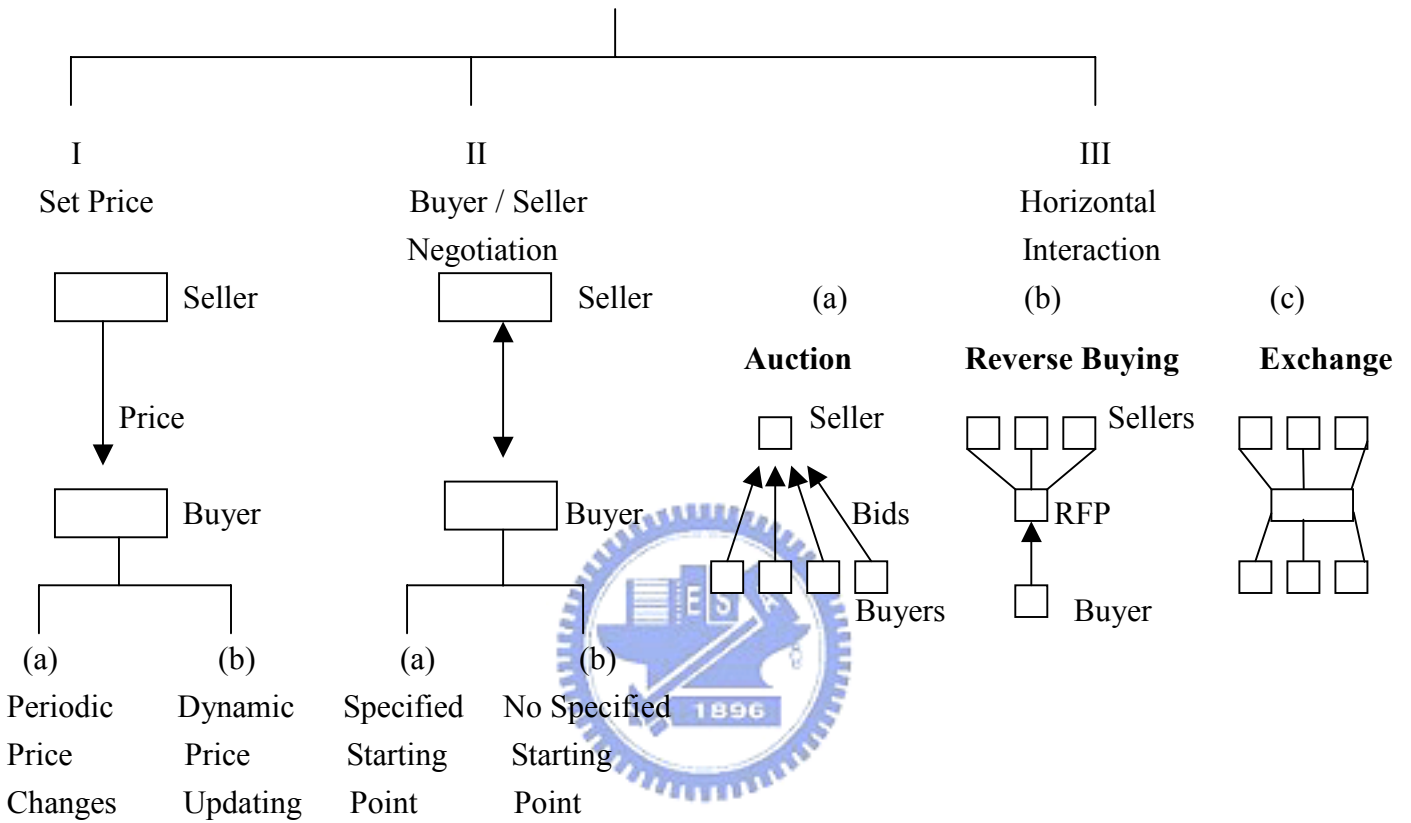 I
Set Price
Seller
Price
Buyer
(a)
Periodic
Price
Changes
(b)
Dynamic
Price
Updating
II
Buyer / Seller
Negotiation
Seller
Buyer
(a)
Specified
Starting
Point
(b)
No Specified
Starting
Point
III
Horizontal
Interaction
(a)
Auction
Seller
Bids
Buyers
(b)
Reverse Buying
Sellers
RFP
Buyer
(c)
Exchange
E S A
1896